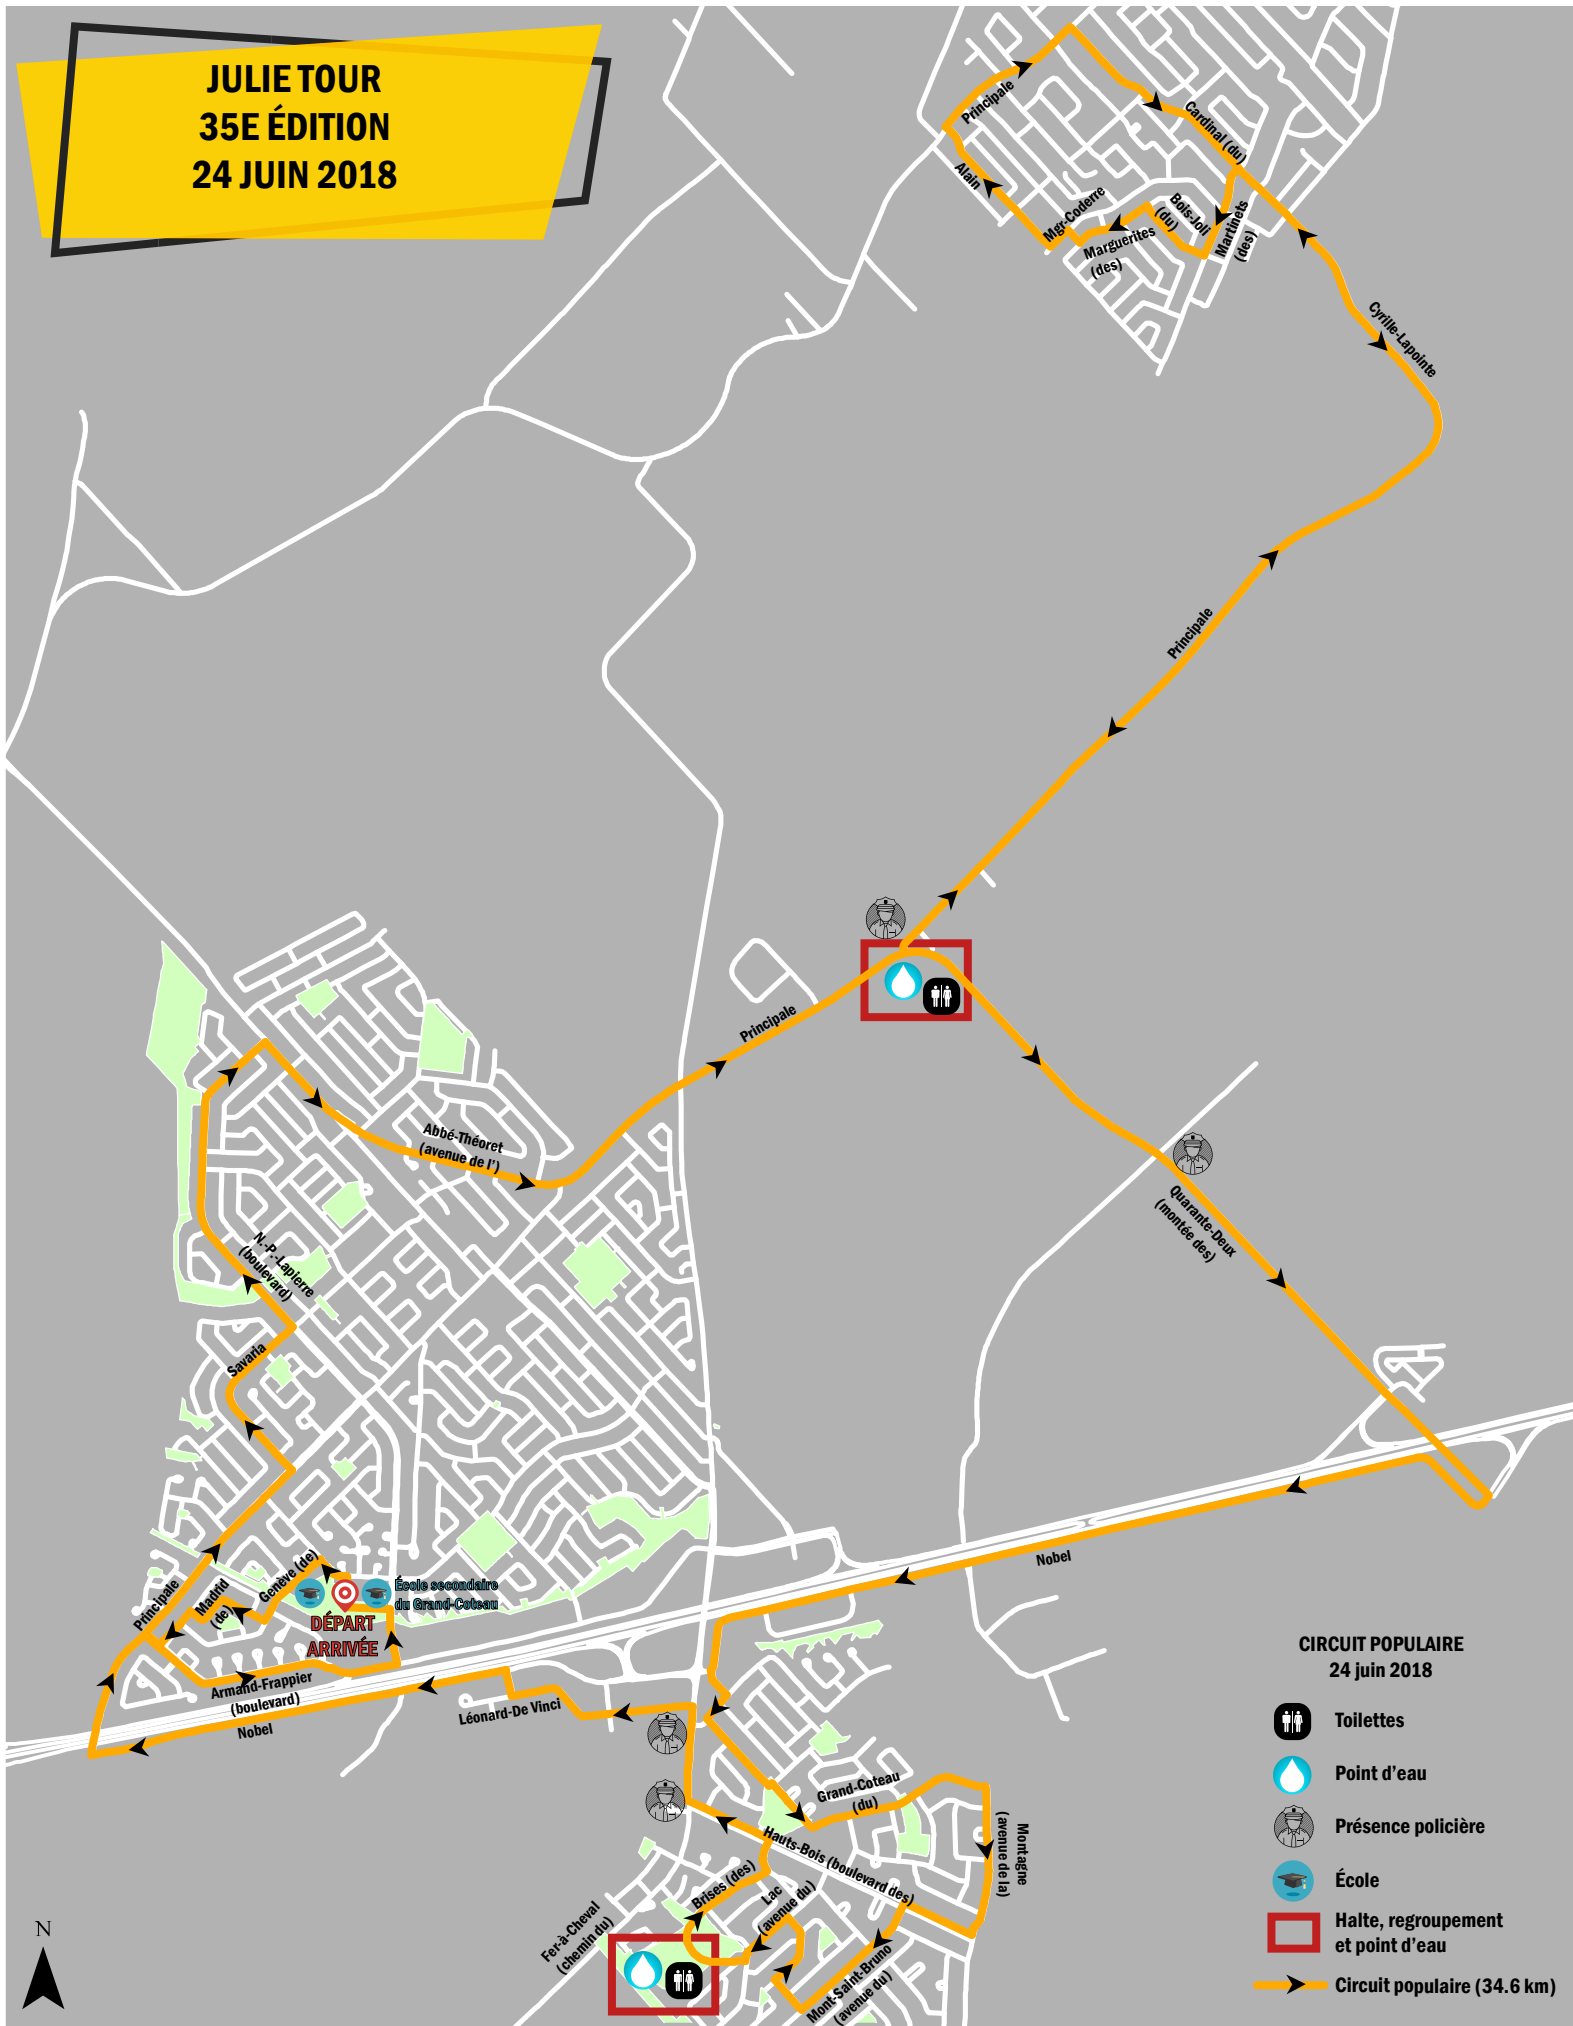 JULIE TOUR
35E ÉDITION
24 JUIN 2018
Principale
Cardinal (du)
Alain
Mgr-Coderre
Bois-Joli
(du)
Marguerites
(des)
Martinets
(des)
Cyrille-Lapointe
Principale
Principale
Abbé-Théoret
(avenue de l')
Quarante-Deux
(montée des)
N.-P.-Lapierre
(boulevard)
Savaria
Nobel
Genève (de)
Madrid
(de)
Principale
École secondaire
du Grand-Coteau
DÉPART
ARRIVÉE
Armand-Frappier
(boulevard)
Nobel
Léonard-De Vinci
Grand-Coteau
(du)
Montagne
(avenue de la)
Hauts-Bois (boulevard des)
Brises (des)
Lac
(avenue du)
Fer-à-Cheval
(chemin du)
Mont-Saint-Bruno
(avenue du)
N
CIRCUIT POPULAIRE
24 juin 2018
Toilettes
Point d'eau
Présence policière
École
Halte, regroupement
et point d'eau
Circuit populaire (34.6 km)